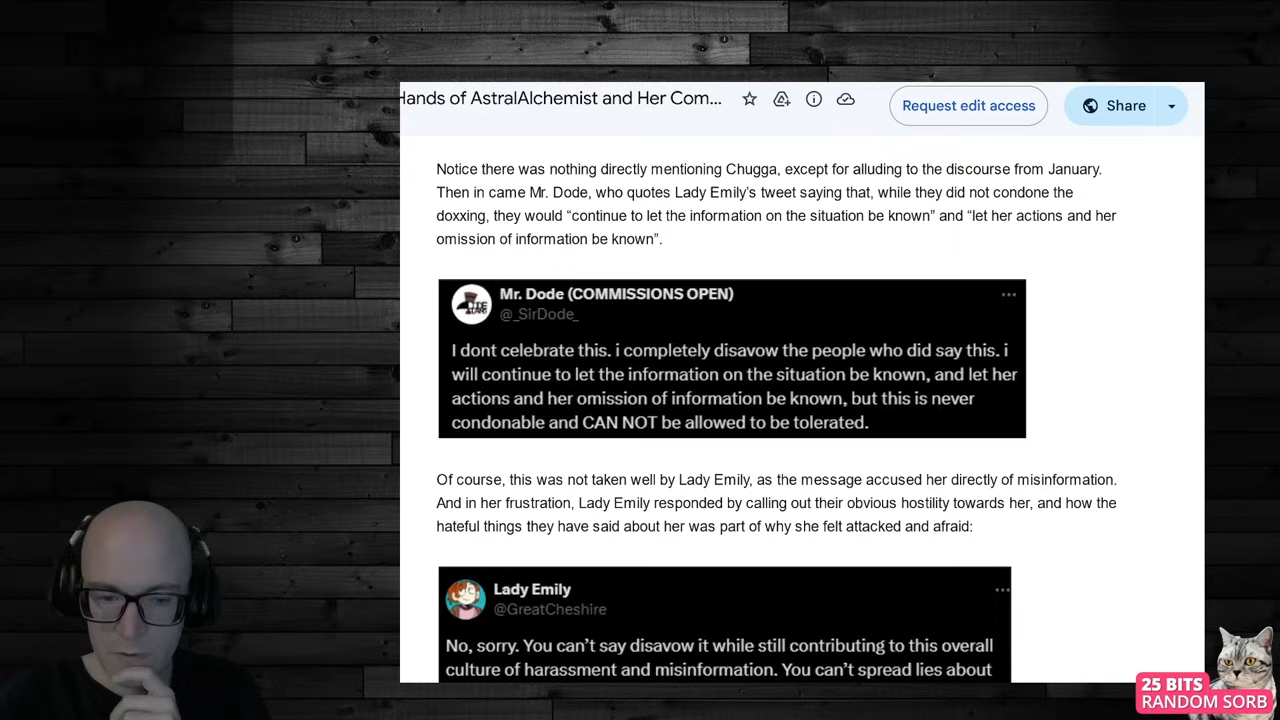 Hands of AstralAlchemist and Her Com...
Request edit access
Share
Notice there was nothing directly mentioning Chugga, except for alluding to the discourse from January.
Then in came Mr. Dode, who quotes Lady Emily’s tweet saying that, while they did not condone the
doxxing, they would “continue to let the information on the situation be known” and “let her actions and her
omission of information be known”.
Mr. Dode (COMMISSIONS OPEN)
@_SirDode_
I dont celebrate this. i completely disavow the people who did say this. i
will continue to let the information on the situation be known, and let her
actions and her omission of information be known, but this is never
condonable and CAN NOT be allowed to be tolerated.
Of course, this was not taken well by Lady Emily, as the message accused her directly of misinformation.
And in her frustration, Lady Emily responded by calling out their obvious hostility towards her, and how the
hateful things they have said about her was part of why she felt attacked and afraid:
Lady Emily
@GreatCheshire
No, sorry. You can’t say disavow it while still contributing to this overall
culture of harassment and misinformation. You can’t spread lies about
25 BITS
RANDOM SORB